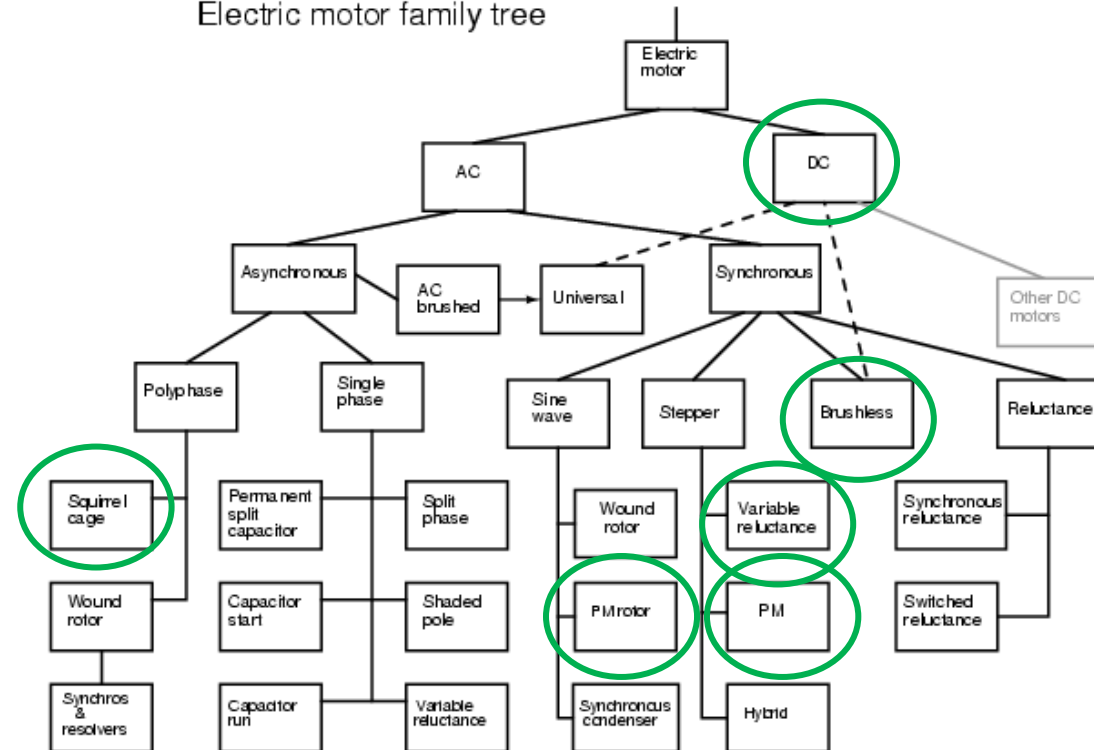 Electric motor family tree
Electric
motor
AC
DC
Asynchronous
AC
brushed
Universal
Synchronous
Other DC
motors
Polyphase
Single
phase
Sine
wave
Stepper
Brushless
Reluctance
Squirrel
cage
Permanent
split
capacitor
Split
phase
Wound
rotor
Variable
reluctance
Synchronous
reluctance
Wound
rotor
Capacitor
start
Shaded
pole
PM rotor
PM
Switched
reluctance
Synchros
&
resolvers
Capacitor
run
Variable
reluctance
Synchronous
condenser
Hybrid